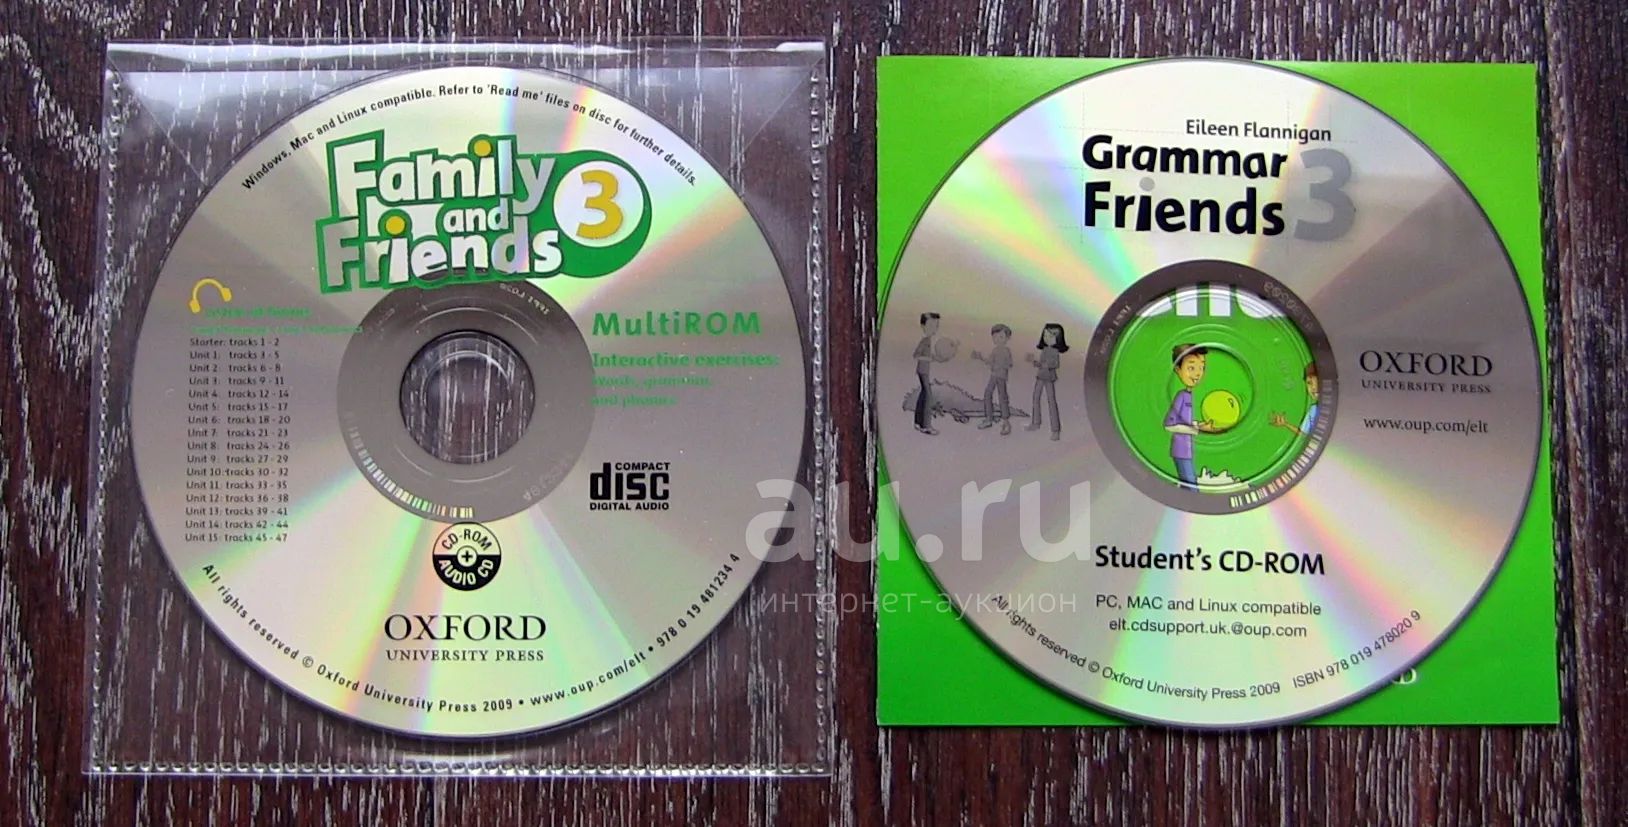 Windows, Mac and Linux compatible. Refer to 'Read me' files on disc for further details.
Family
and
Friends
3
MultiROM
Interactive exercises:
words, grammar,
and phonics
Starter: tracks 1 - 2
Unit 1: tracks 3 - 5
Unit 2: tracks 6 - 8
Unit 3: tracks 9 - 11
Unit 4: tracks 12 - 14
Unit 5: tracks 15 - 17
Unit 6: tracks 18 - 20
Unit 7: tracks 21 - 23
Unit 8: tracks 24 - 26
Unit 9: tracks 27 - 29
Unit 10: tracks 30 - 32
Unit 11: tracks 33 - 35
Unit 12: tracks 36 - 38
Unit 13: tracks 39 - 41
Unit 14: tracks 42 - 44
Unit 15: tracks 45 - 47
COMPACT
disc
DIGITAL AUDIO
CD-ROM
+
AUDIO CD
OXFORD
UNIVERSITY PRESS
All rights reserved © Oxford University Press 2009 • www.oup.com/elt • 978 0 19 481234 4
Eileen Flannigan
Grammar
Friends 3
OXFORD
UNIVERSITY PRESS
www.oup.com/elt
Student's CD-ROM
PC, MAC and Linux compatible
elt.cdsupport.uk.@oup.com
All rights reserved © Oxford University Press 2009 ISBN 978 019 478020 9
au.ru
интернет-аукцион